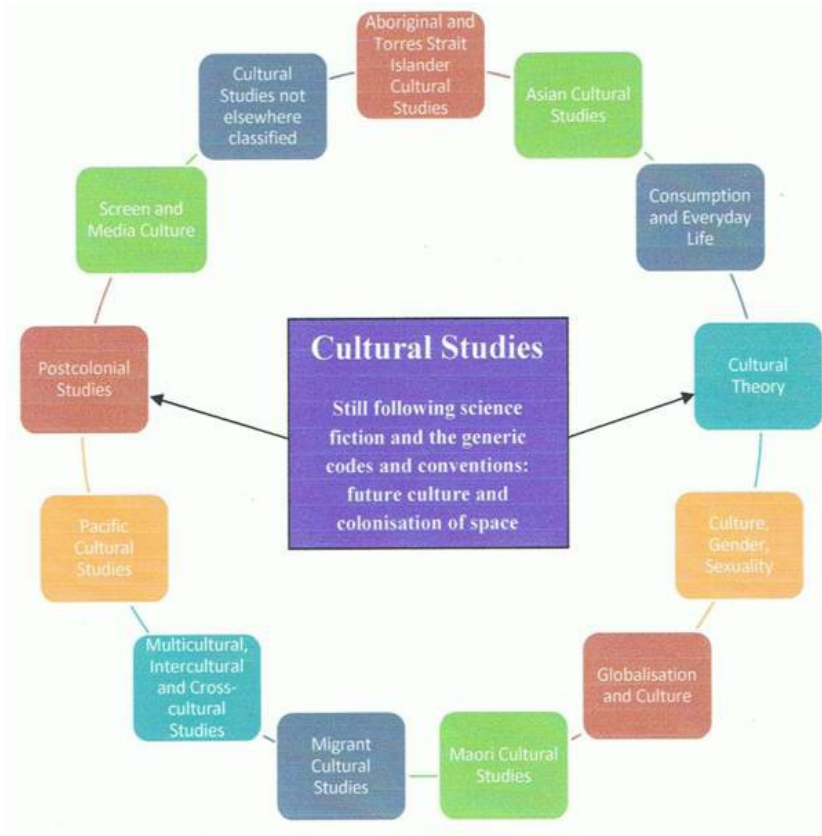 Aboriginal and
Torres Strait
Islander
Cultural
Studies
Asian Cultural
Studies
Consumption
and Everyday
Life
Cultural
Theory
Culture,
Gender,
Sexuality
Globalisation
and Culture
Maori Cultural
Studies
Migrant
Cultural
Studies
Multicultural,
Intercultural
and Cross-
cultural
Studies
Pacific
Cultural
Studies
Postcolonial
Studies
Screen and
Media Culture
Cultural
Studies not
elsewhere
classified
Cultural Studies
Still following science
fiction and the generic
codes and conventions:
future culture and
colonisation of space